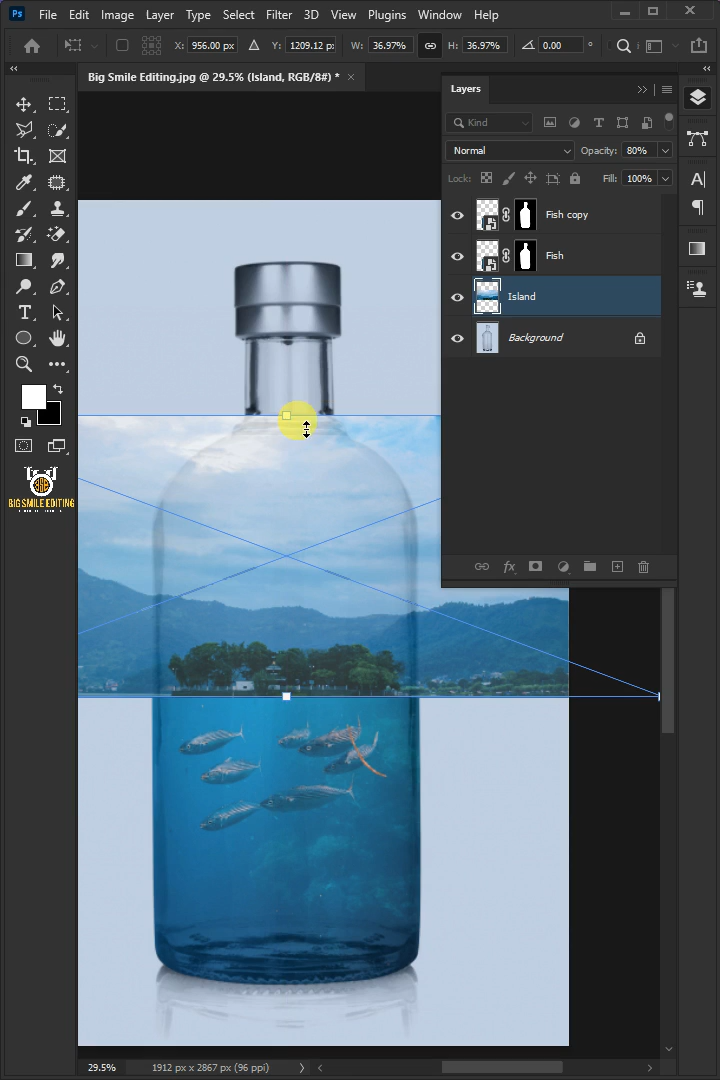 Ps File Edit Image Layer Type Select Filter 3D View Plugins Window Help
X: 956.00 px Y: 1209.12 p W: 36.97% H: 36.97% 0.00 °
Big Smile Editing.jpg @ 29.5% (Island, RGB/8#) * ×
Layers
Kind
Normal Opacity: 80%
Lock: Fill: 100%
Fish copy
Fish
Island
Background
fx
BIG SMILE EDITING
29.5% 1912 px x 2867 px (96 ppi)